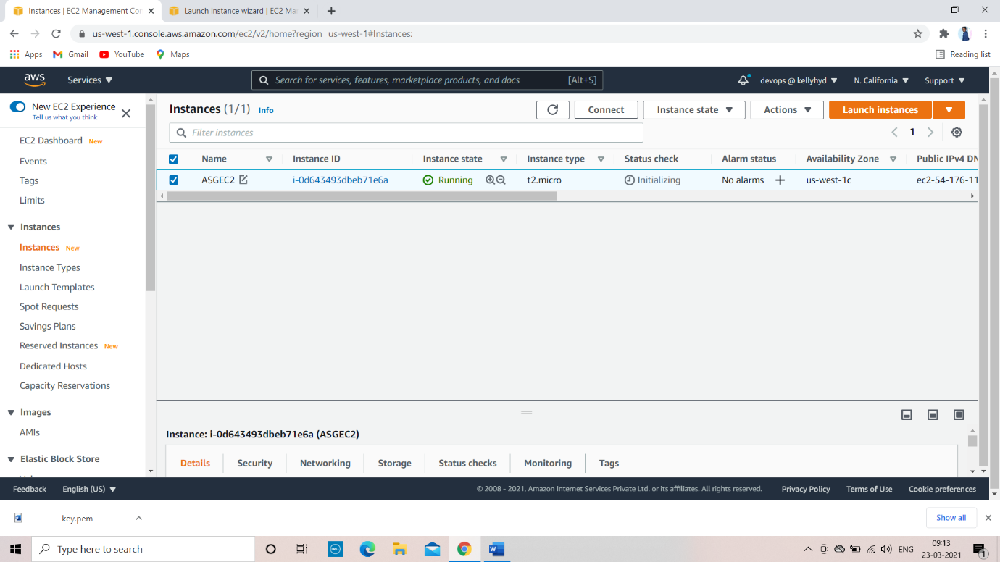 Instances | EC2 Management Con
Launch instance wizard | EC2 Man
us-west-1.console.aws.amazon.com/ec2/v2/home?region=us-west-1#Instances:
Apps Gmail YouTube Maps Reading list
aws Services Search for services, features, marketplace products, and docs [Alt+S] devops @ kellyhyd N. California Support
New EC2 Experience
Tell us what you think
EC2 Dashboard New
Events
Tags
Limits
Instances
Instances New
Instance Types
Launch Templates
Spot Requests
Savings Plans
Reserved Instances New
Dedicated Hosts
Capacity Reservations
Images
AMIs
Elastic Block Store
Instances (1/1) Info Connect Instance state Actions Launch instances
Filter instances 1
Name Instance ID Instance state Instance type Status check Alarm status Availability Zone Public IPv4 DN
ASGEC2 i-0d643493dbeb71e6a Running t2.micro Initializing No alarms us-west-1c ec2-54-176-11
Instance: i-0d643493dbeb71e6a (ASGEC2)
Details Security Networking Storage Status checks Monitoring Tags
Feedback English (US) © 2008 - 2021, Amazon Internet Services Private Ltd. or its affiliates. All rights reserved. Privacy Policy Terms of Use Cookie preferences
key.pem Show all
Type here to search ENG 09:13
23-03-2021 1